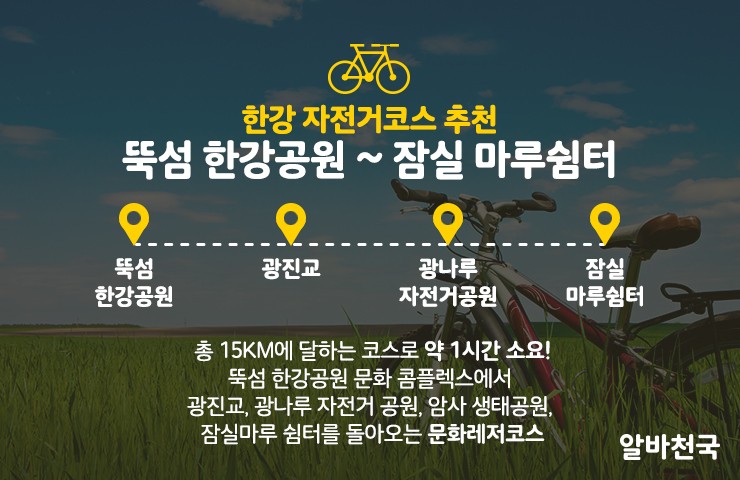 한강 자전거코스 추천
뚝섬 한강공원 ~ 잠실 마루쉼터
뚝섬
한강공원
광진교
광나루
자전거공원
잠실
마루쉼터
총 15KM에 달하는 코스로 약 1시간 소요!
뚝섬 한강공원 문화 콤플렉스에서
광진교, 광나루 자전거 공원, 암사 생태공원,
잠실마루 쉼터를 돌아오는 문화레저코스
알바천국